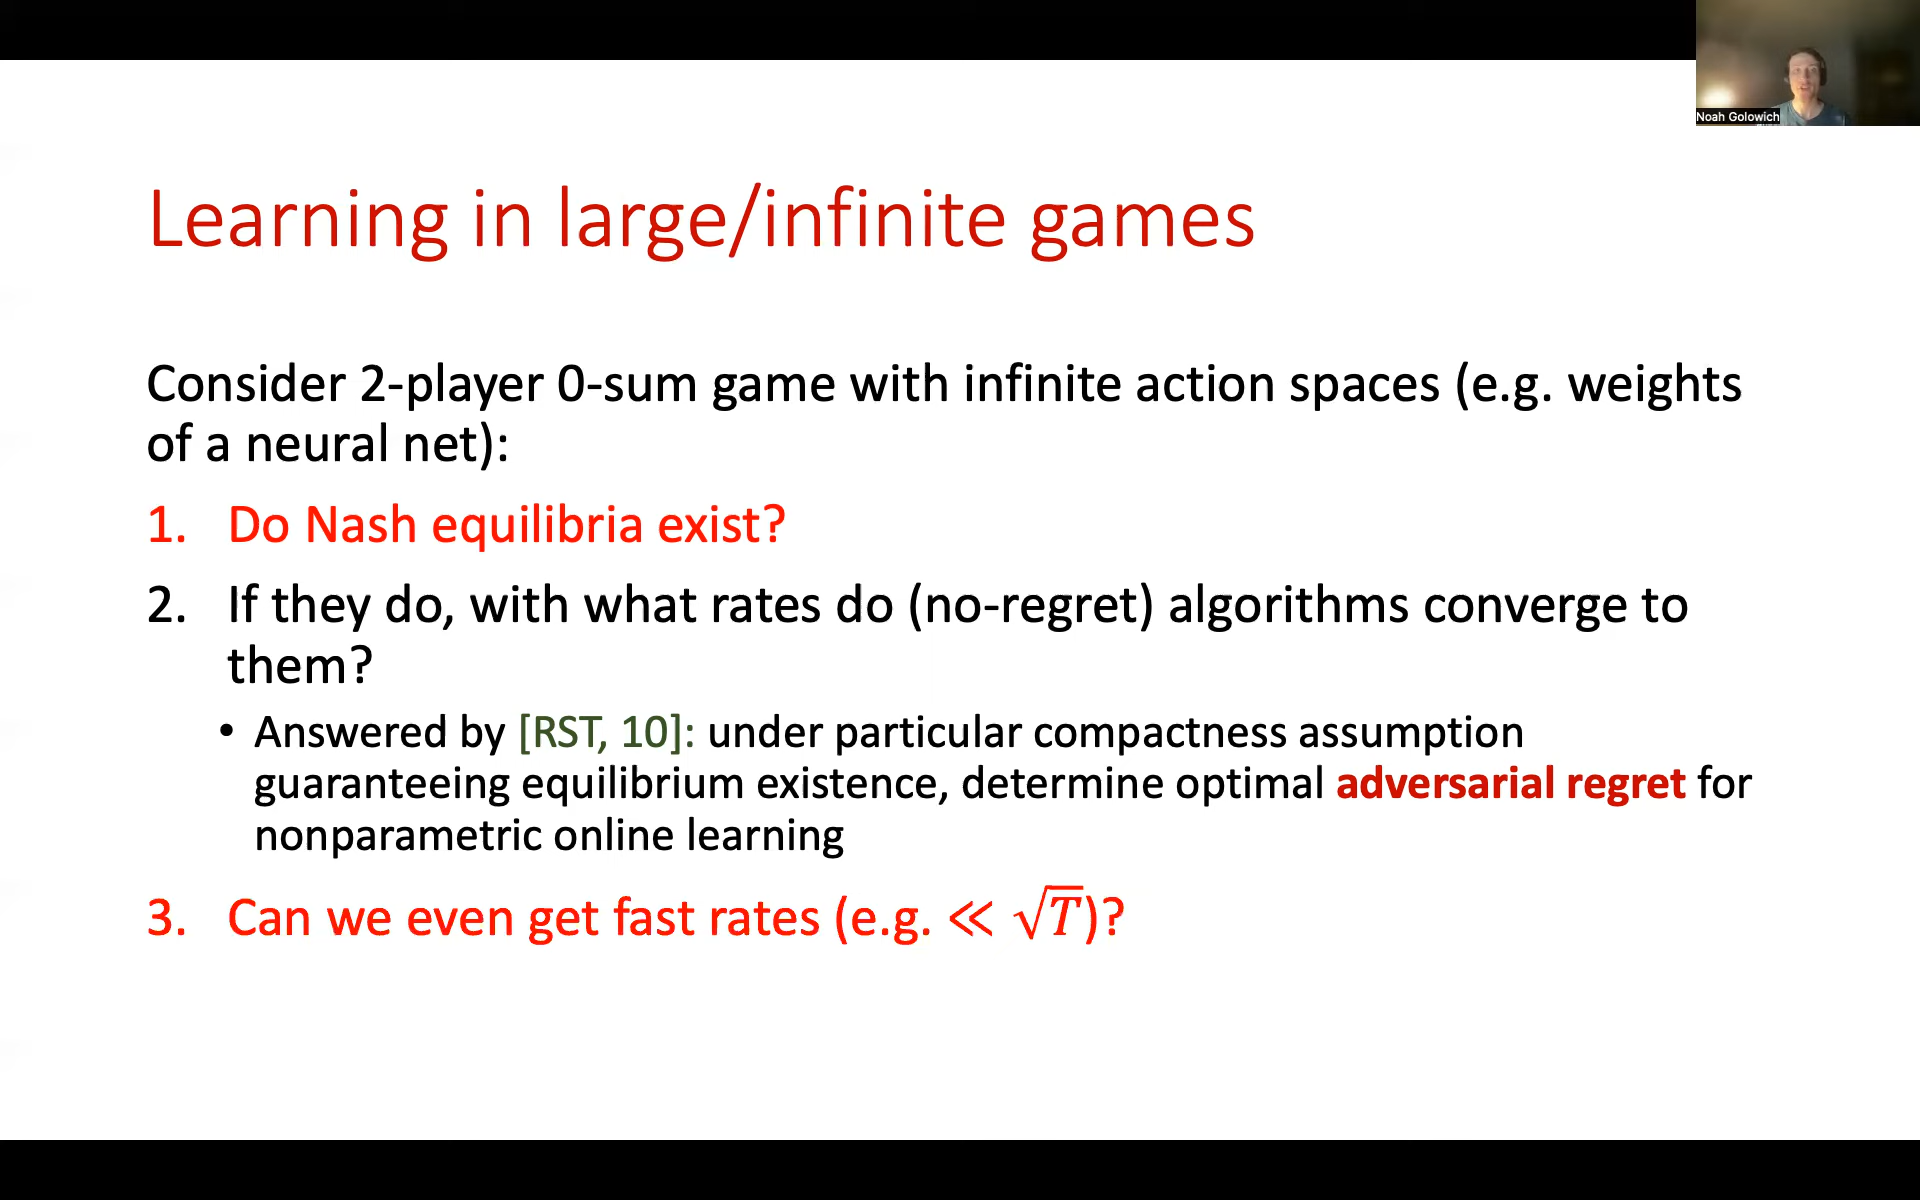 Noah Golowich
Learning in large/infinite games
Consider 2-player 0-sum game with infinite action spaces (e.g. weights
of a neural net):
1. Do Nash equilibria exist?
2. If they do, with what rates do (no-regret) algorithms converge to
them?
• Answered by [RST, 10]: under particular compactness assumption
guaranteeing equilibrium existence, determine optimal adversarial regret for
nonparametric online learning
3. Can we even get fast rates (e.g. ≪ √T)?